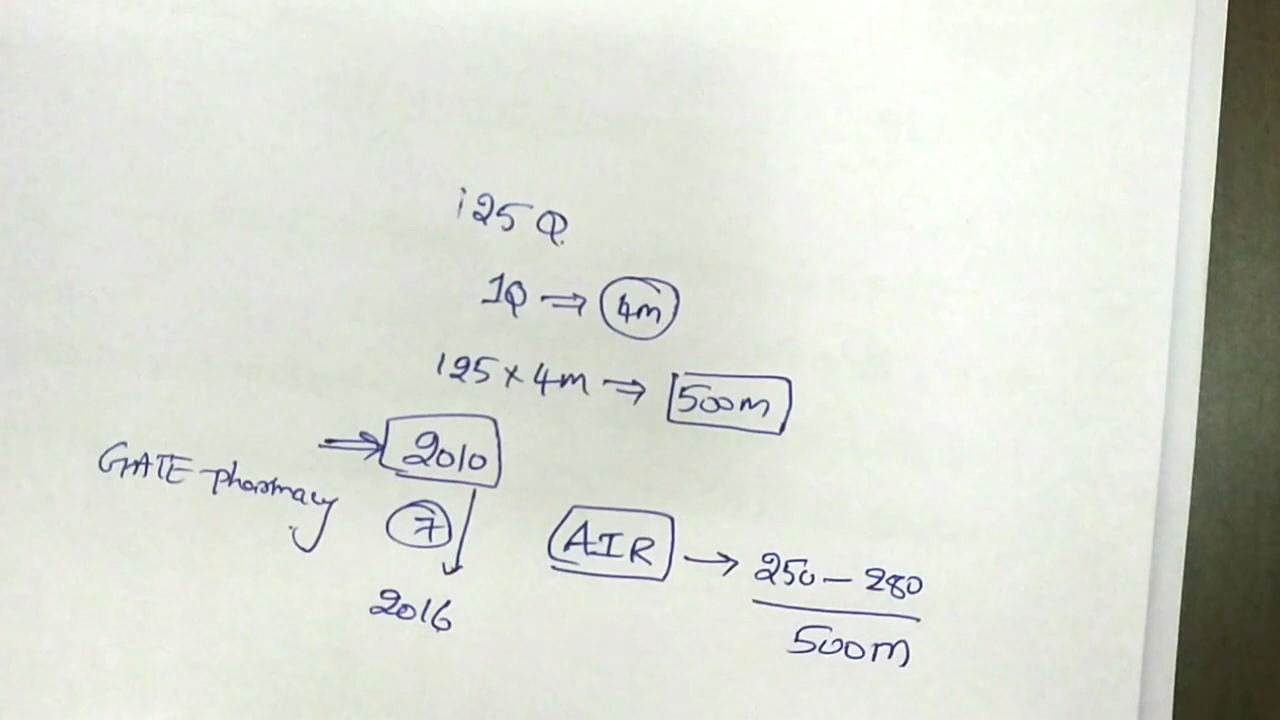 125 Q
1Q ⇒ 4m
125 × 4m ⇒ 500m
GATE-pharmacy ⇒ 2010
7
2016
AIR → 250 – 280
500m